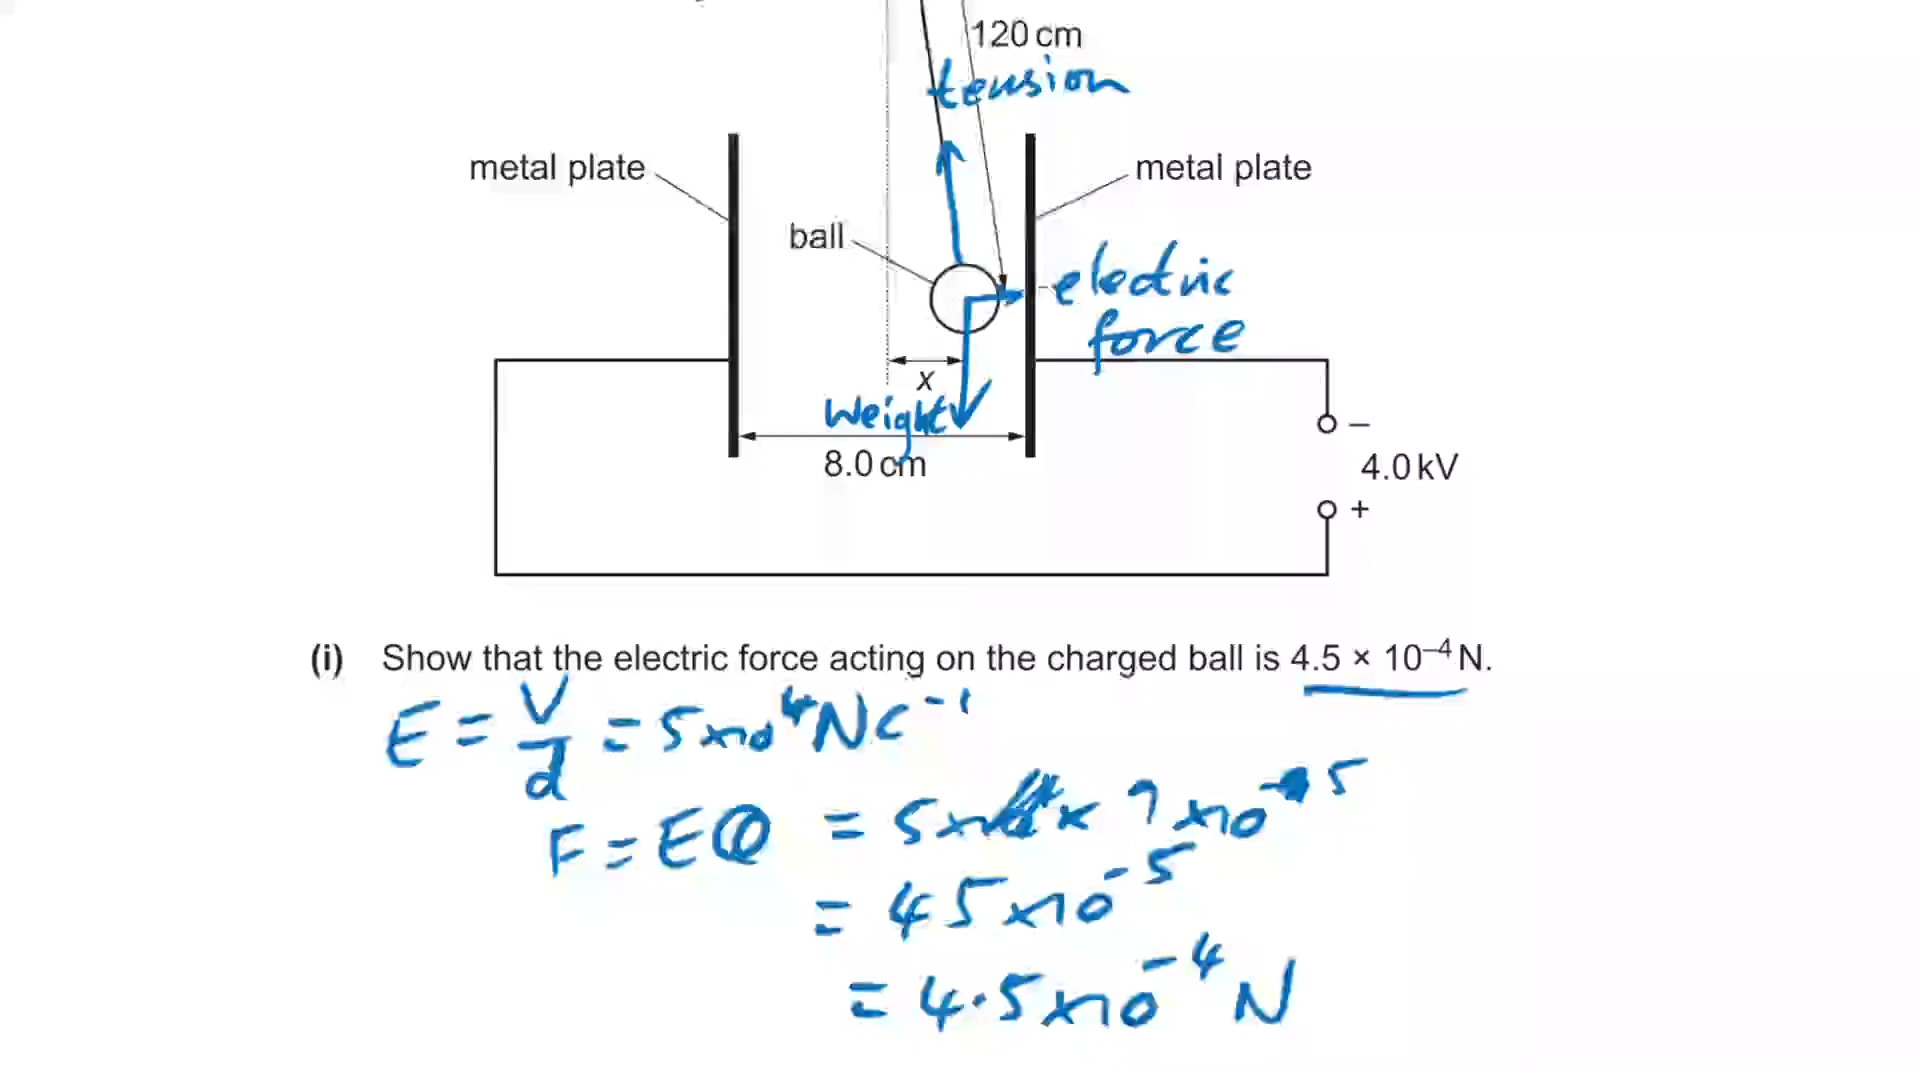 120 cm
tension
metal plate
metal plate
ball
electric
force
x
weight
8.0 cm
−
4.0 kV
+
(i) Show that the electric force acting on the charged ball is 4.5 × 10⁻⁴ N.
E = V/d = 5×10⁴ NC⁻¹
F = EQ = 5 × 9 ×10⁻⁵
= 45 ×10⁻⁵
= 4.5 ×10⁻⁴ N